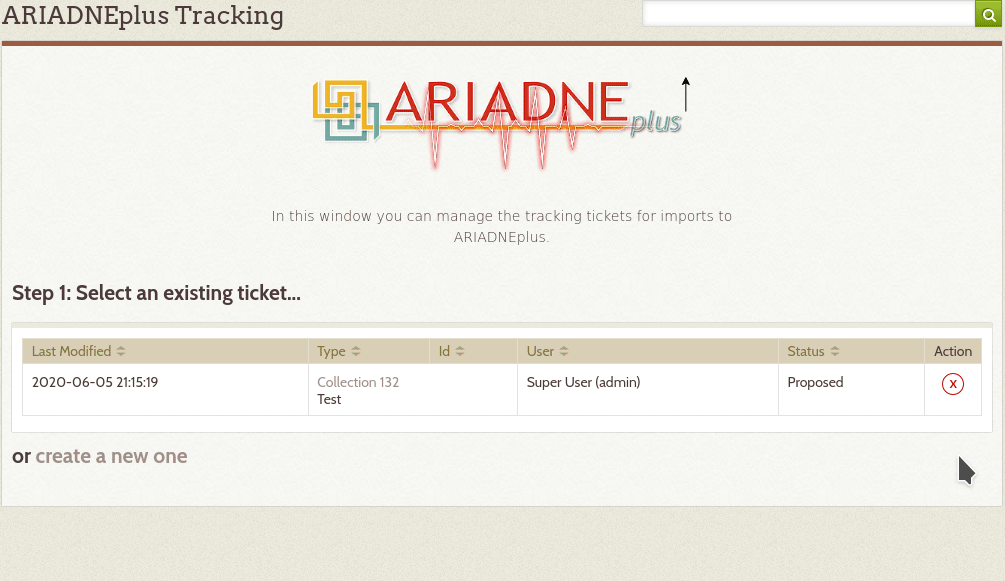 ARIADNEplus Tracking
ARIADNE
plus
In this window you can manage the tracking tickets for imports to
ARIADNEplus.
Step 1: Select an existing ticket...
Last Modified Type Id User Status Action
2020-06-05 21:15:19 Collection 132 Super User (admin) Proposed X
Test
or create a new one